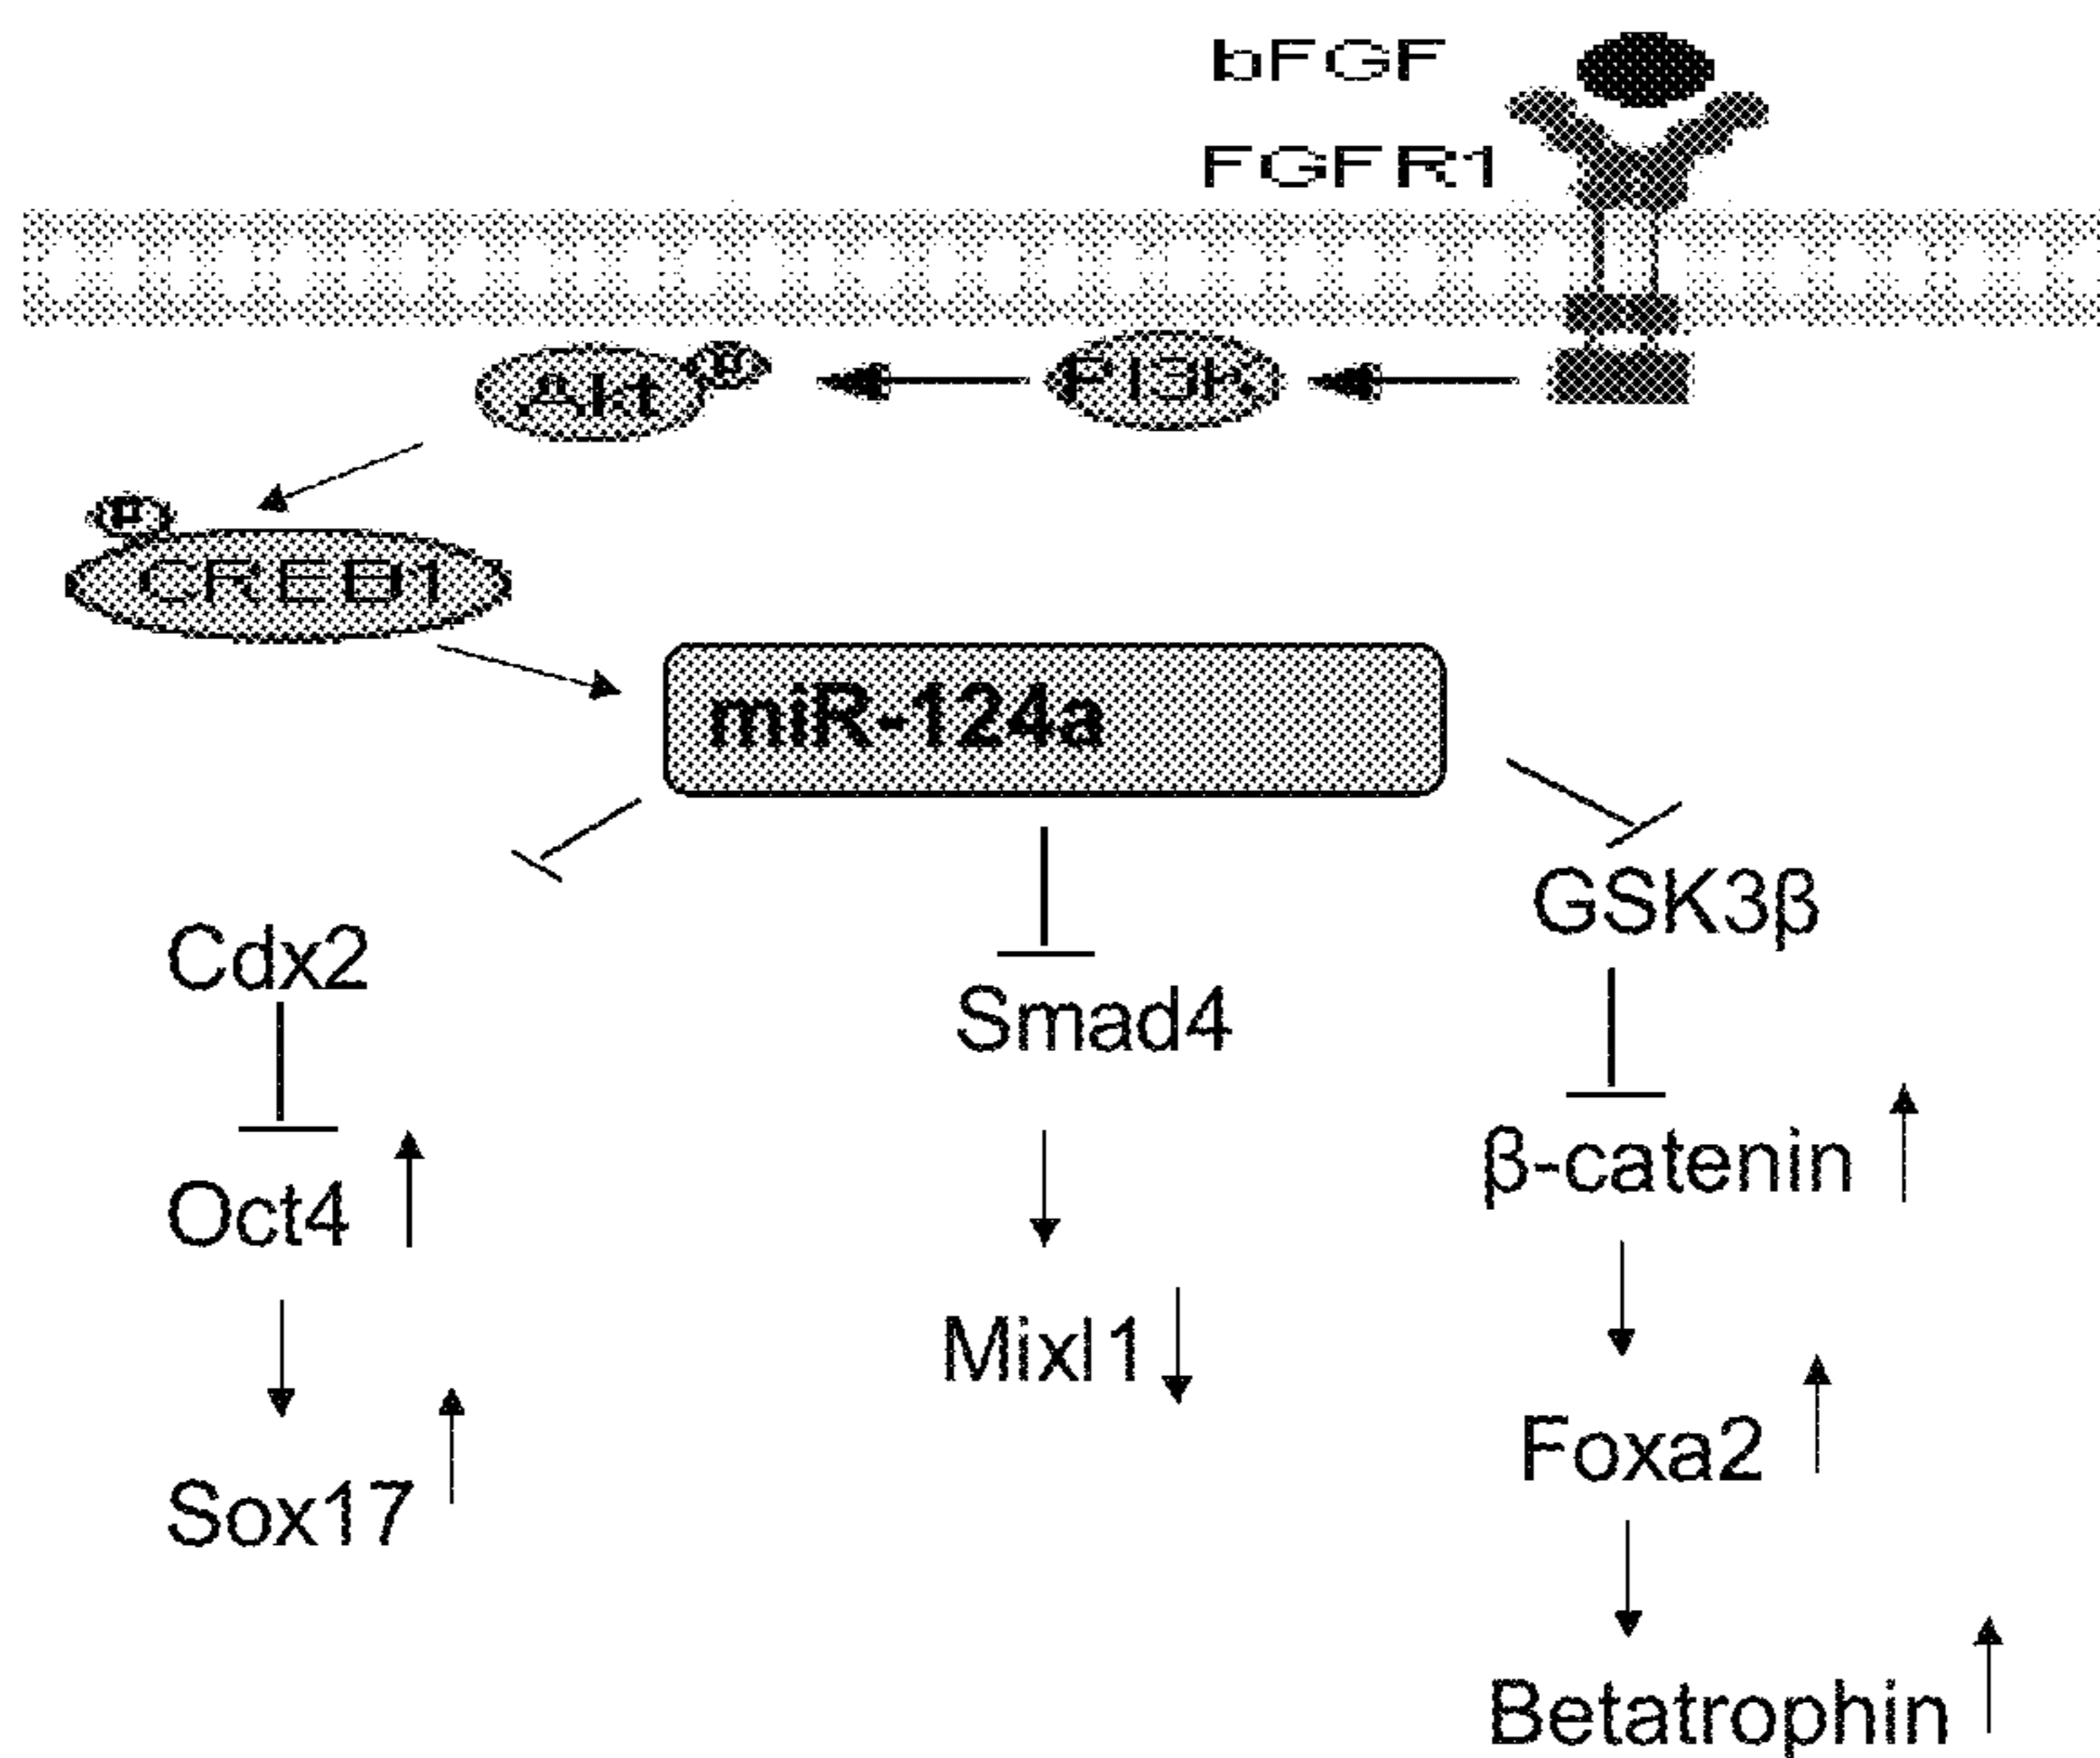 bFGF
FGFR1
Akt
P
PI3K
P
CREB1
miR-124a
GSK3β
Cdx2
Smad4
β-catenin
Oct4
Mixl1
Foxa2
Sox17
Betatrophin